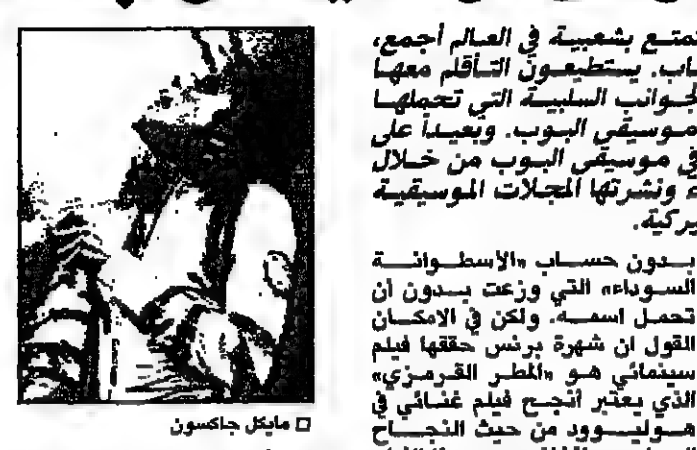 تمتع بشعبية في العالم أجمع،
ـاب. يستطيعون التأقلم معها
لجوانب السلبية التي تحملها
موسيقى البوب. وبعيداً على
في موسيقى البوب من خلال
ء ونشرتها المجلات الموسيقية
يركية.
بدون حساب «الأسطوانة
السوداء» التي وزعت بدون أن
تحمل اسمه. ولكن في الامكان
القول ان شهرة برنس حققها فيلم
سينمائي هو «المطر القرمزي»
الذي يعتبر أنجح فيلم غنائي في
هوليوود من حيث النجاح
□ مايكل جاكسون